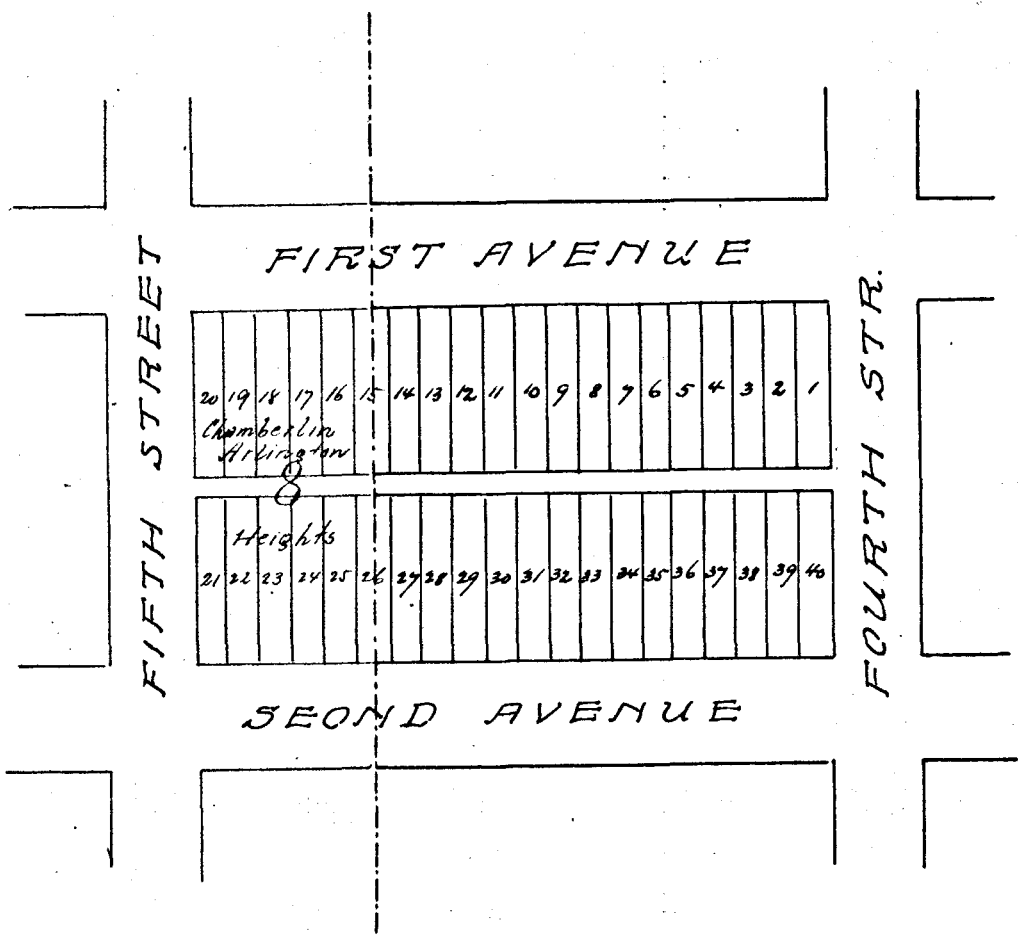 FIRST AVENUE
FIFTH STREET
FOURTH STR.
20 19 18 17 16 15 14 13 12 11 10 9 8 7 6 5 4 3 2 1
Chamberlin
Arlington
8
Heights
21 22 23 24 25 26 27 28 29 30 31 32 33 34 35 36 37 38 39 40
SEOND AVENUE